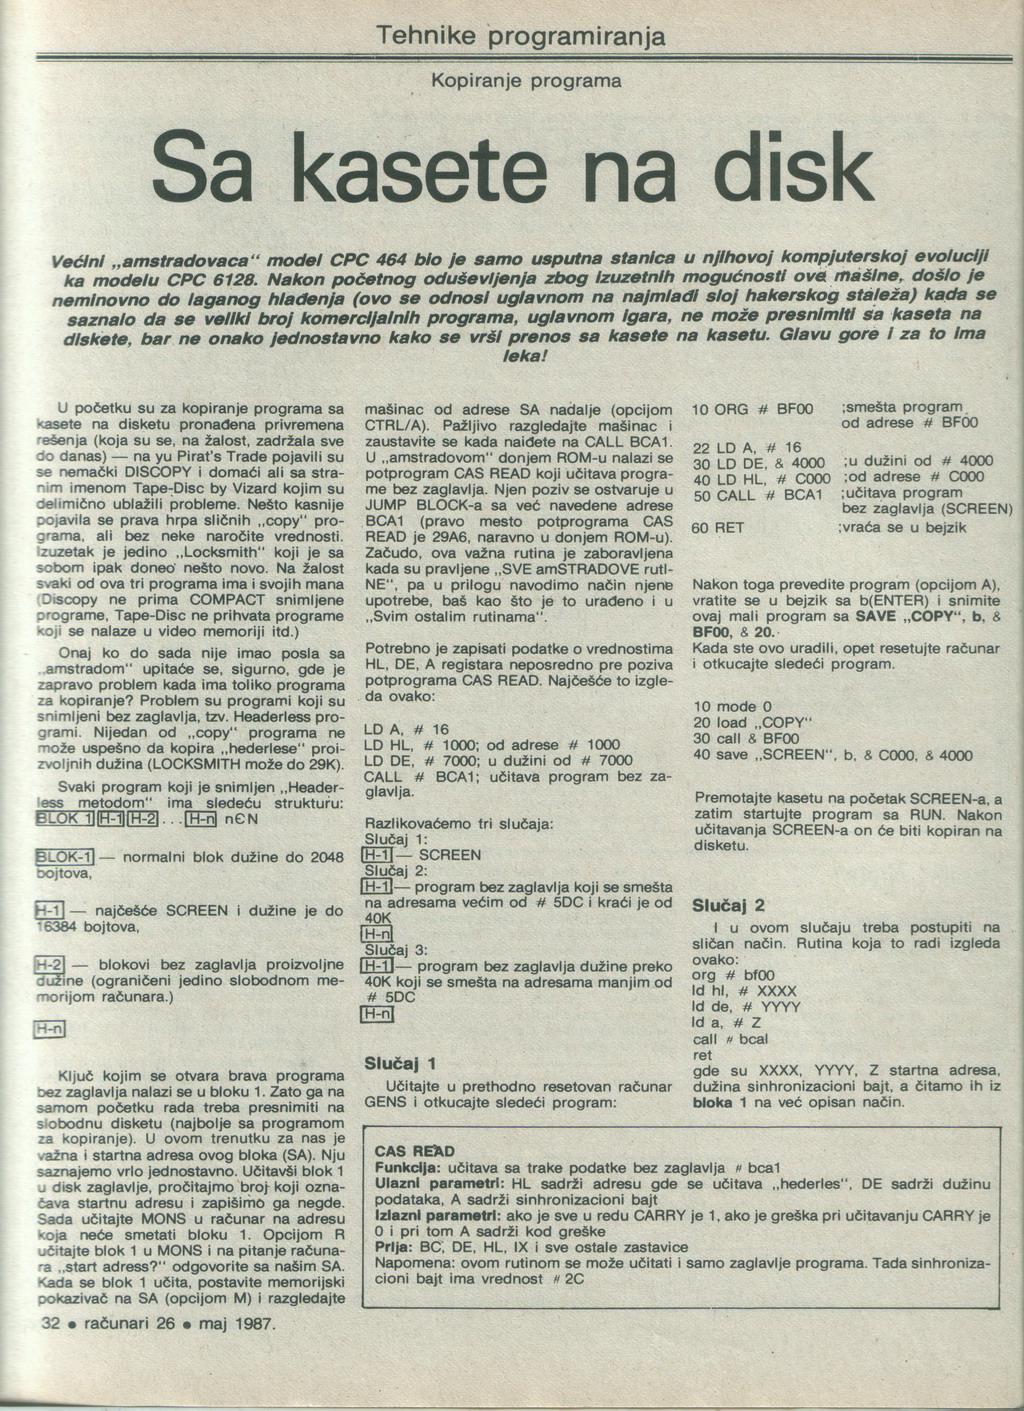 Tehnike programiranja
Kopiranje programa
Sa kasete na disk
Većini „amstradovaca“ model CPC 464 bio je samo usputna stanica u njihovoj kompjuterskoj evoluciji
ka modelu CPC 6128. Nakon početnog oduševljenja zbog izuzetnih mogućnosti ove mašine, došlo je
neminovno do laganog hlađenja (ovo se odnosi uglavnom na najmlađi sloj hakerskog staleža) kada se
saznalo da se veliki broj komercijalnih programa, uglavnom igara, ne može presnimiti sa kaseta na
diskete, bar ne onako jednostavno kako se vrši prenos sa kasete na kasetu. Glavu gore i za to ima
leka!
U početku su za kopiranje programa sa
kasete na disketu pronađena privremena
rešenja (koja su se, na žalost, zadržala sve
do danas) — na yu Pirat's Trade pojavili su
se nemački DISCOPY i domaći ali sa stra-
nim imenom Tape-Disc by Vizard kojim su
delimično ublažili probleme. Nešto kasnije
pojavila se prava hrpa sličnih „copy“ pro-
grama, ali bez neke naročite vrednosti.
Izuzetak je jedino „Locksmith“ koji je sa
sobom ipak doneo nešto novo. Na žalost
svaki od ova tri programa ima i svojih mana
(Discopy ne prima COMPACT snimljene
programe, Tape-Disc ne prihvata programe
koji se nalaze u video memoriji itd.)
Onaj ko do sada nije imao posla sa
„amstradom“ upitaće se, sigurno, gde je
zapravo problem kada ima toliko programa
za kopiranje? Problem su programi koji su
snimljeni bez zaglavlja, tzv. Headerless pro-
grami. Nijedan od „copy“ programa ne
može uspešno da kopira „hederlese“ proi-
zvoljnih dužina (LOCKSMITH može do 29K).
Svaki program koji je snimljen „Header-
less metodom“ ima sledeću strukturu:
BLOK 1 H-1 H-2 . . . H-n n∈N
BLOK-1 — normalni blok dužine do 2048
bojtova,
H-1 — najčešće SCREEN i dužine je do
16384 bojtova,
H-2 — blokovi bez zaglavlja proizvoljne
dužine (ograničeni jedino slobodnom me-
morijom računara.)
H-n
Ključ kojim se otvara brava programa
bez zaglavlja nalazi se u bloku 1. Zato ga na
samom početku rada treba presnimiti na
slobodnu disketu (najbolje sa programom
za kopiranje). U ovom trenutku za nas je
važna i startna adresa ovog bloka (SA). Nju
saznajemo vrlo jednostavno. Učitavši blok 1
u disk zaglavlje, pročitajmo broj koji ozna-
čava startnu adresu i zapišimo ga negde.
Sada učitajte MONS u računar na adresu
koja neće smetati bloku 1. Opcijom R
učitajte blok 1 u MONS i na pitanje računa-
ra „start adress?“ odgovorite sa našim SA.
Kada se blok 1 učita, postavite memorijski
pokazivač na SA (opcijom M) i razgledajte
mašinac od adrese SA nadalje (opcijom
CTRL/A). Pažljivo razgledajte mašinac i
zaustavite se kada naiđete na CALL BCA1.
U „amstradovom“ donjem ROM-u nalazi se
potprogram CAS READ koji učitava progra-
me bez zaglavlja. Njen poziv se ostvaruje u
JUMP BLOCK-a sa već navedene adrese
BCA1 (pravo mesto potprograma CAS
READ je 29A6, naravno u donjem ROM-u).
Začudo, ova važna rutina je zaboravljena
kada su pravljene „SVE amSTRADOVE rutI-
NE“, pa u prilogu navodimo način njene
upotrebe, baš kao što je to urađeno i u
„Svim ostalim rutinama“.
Potrebno je zapisati podatke o vrednostima
HL, DE, A registara neposredno pre poziva
potprograma CAS READ. Najčešće to izgle-
da ovako:
LD A, # 16
LD HL, # 1000; od adrese # 1000
LD DE, # 7000; u dužini od # 7000
CALL # BCA1; učitava program bez za-
glavlja.
Razlikovaćemo tri slučaja:
Slučaj 1:
H-1 — SCREEN
Slučaj 2:
H-1 — program bez zaglavlja koji se smešta
na adresama većim od # 5DC i kraći je od
40K
H-n
Slučaj 3:
H-1 — program bez zaglavlja dužine preko
40K koji se smešta na adresama manjim od
# 5DC
H-n
Slučaj 1
Učitajte u prethodno resetovan računar
GENS i otkucajte sledeći program:
10 ORG # BF00 ;smešta program
od adrese # BF00
22 LD A, # 16
30 LD DE, & 4000 ;u dužini od # 4000
40 LD HL, # C000 ;od adrese # C000
50 CALL # BCA1 ;učitava program
bez zaglavlja (SCREEN)
60 RET ;vraća se u bejzik
Nakon toga prevedite program (opcijom A),
vratite se u bejzik sa b(ENTER) i snimite
ovaj mali program sa SAVE „COPY“, b, &
BF00, & 20.
Kada ste ovo uradili, opet resetujte računar
i otkucajte sledeći program.
10 mode 0
20 load „COPY“
30 call & BF00
40 save „SCREEN“, b, & C000, & 4000
Premotajte kasetu na početak SCREEN-a, a
zatim startujte program sa RUN. Nakon
učitavanja SCREEN-a on će biti kopiran na
disketu.
Slučaj 2
I u ovom slučaju treba postupiti na
sličan način. Rutina koja to radi izgleda
ovako:
org # bf00
ld hl, # XXXX
ld de, # YYYY
ld a, # Z
call # bcal
ret
gde su XXXX, YYYY, Z startna adresa,
dužina sinhronizacioni bajt, a čitamo ih iz
bloka 1 na već opisan način.
CAS READ
Funkcija: učitava sa trake podatke bez zaglavlja # bca1
Ulazni parametri: HL sadrži adresu gde se učitava „hederles“, DE sadrži dužinu
podataka, A sadrži sinhronizacioni bajt
Izlazni parametri: ako je sve u redu CARRY je 1, ako je greška pri učitavanju CARRY je
0 i pri tom A sadrži kod greške
Prlja: BC, DE, HL, IX i sve ostale zastavice
Napomena: ovom rutinom se može učitati i samo zaglavlje programa. Tada sinhroniza-
cioni bajt ima vrednost # 2C
32 • računari 26 • maj 1987.